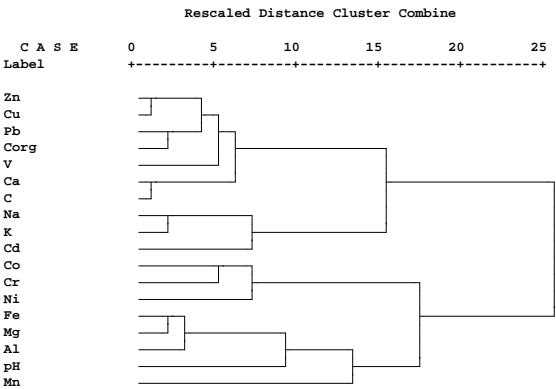 Rescaled Distance Cluster Combine
C A S E 0 5 10 15 20 25
Label +---------+---------+---------+---------+---------+
Zn
Cu
Pb
Corg
V
Ca
C
Na
K
Cd
Co
Cr
Ni
Fe
Mg
Al
pH
Mn